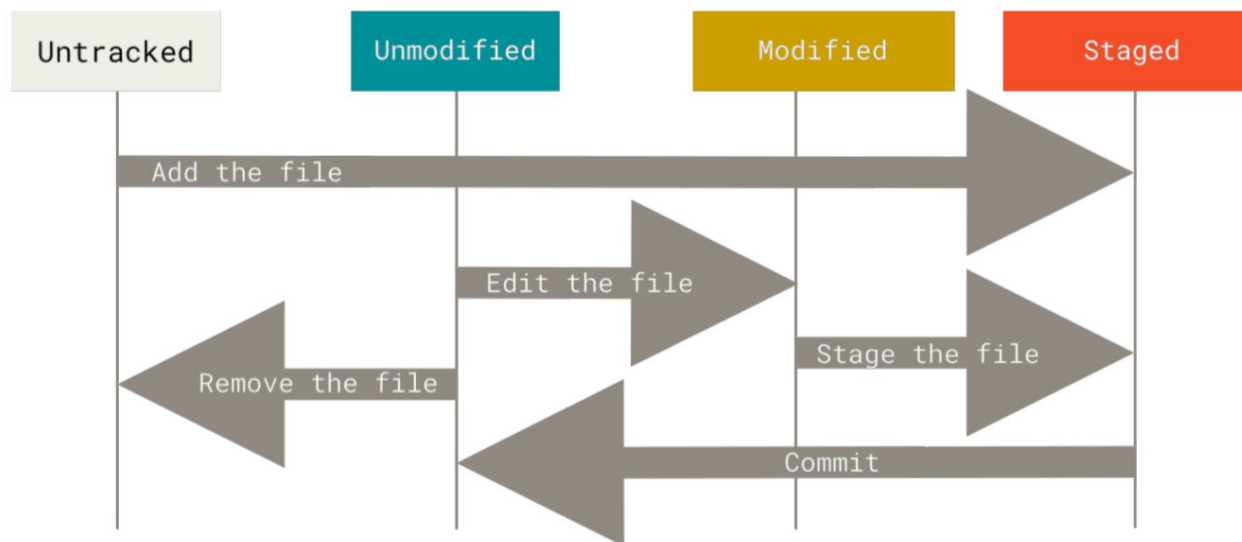 Untracked
Unmodified
Modified
Staged
Add the file
Edit the file
Stage the file
Remove the file
Commit